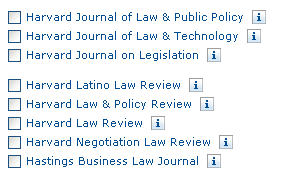 Harvard Journal of Law & Public Policy i
Harvard Journal of Law & Technology i
Harvard Journal on Legislation i
Harvard Latino Law Review i
Harvard Law & Policy Review i
Harvard Law Review i
Harvard Negotiation Law Review i
Hastings Business Law Journal i